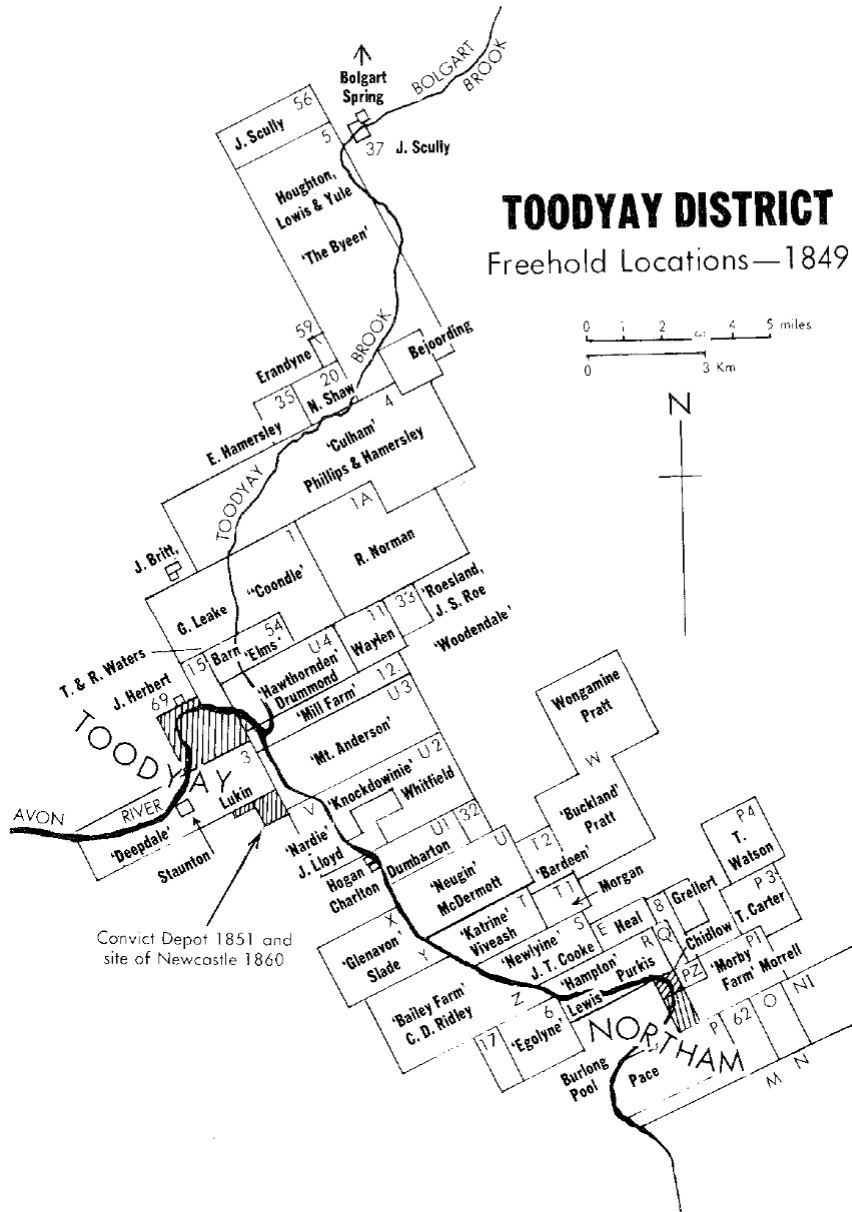 BOLGART
BROOK
Bolgart
Spring
56
J. Scully
5
37 J. Scully
Houghton,
Lowis & Yule
'The Byeen'
TOODYAY DISTRICT
Freehold Locations—1849
0 1 2 4 5 miles
0 3 Km
N
59
Erandyne
BROOK
Bejoording
20
N. Shaw
35
E. Hamersley
4
'Culham'
Phillips & Hamersley
TOODYAY
1A
R. Norman
J. Britt,
1
"Coondle'
G. Leake
33
'Roesland,
J. S. Roe
'Woodendale'
11
Waylen
54
Barn 'Elms'
T. & R. Waters
15
U4
'Hawthornden'
Drummond
J. Herbert
69
12
'Mill Farm'
U3
'Mt. Anderson'
TOODYAY
3
Lukin
AVON RIVER
'Deepdale'
Staunton
U2
'Knockdowinie'
Whitfield
V
'Nardie'
J. Lloyd
32
U1
Dumbarton
Hogan
Charlton
Convict Depot 1851 and
site of Newcastle 1860
Wongamine
Pratt
W
'Buckland'
Pratt
U
'Neugin'
McDermott
T2
'Bardeen'
P4
T.
Watson
X
'Glenavon'
Slade
T
'Katrine'
Viveash
T1
Morgan
Grellert
P3
T. Carter
8
E
Heal
Chidlow
Y
S
'Newlyine'
J. T. Cooke
R
Q
'Hampton'
Purkis
PZ
P1
'Morby
Farm' Morrell
Z
'Bailey Farm'
C. D. Ridley
6
Lewis
17
'Egolyne'
NORTHAM
P
62
O
N1
Burlong
Pool
Pace
M
N